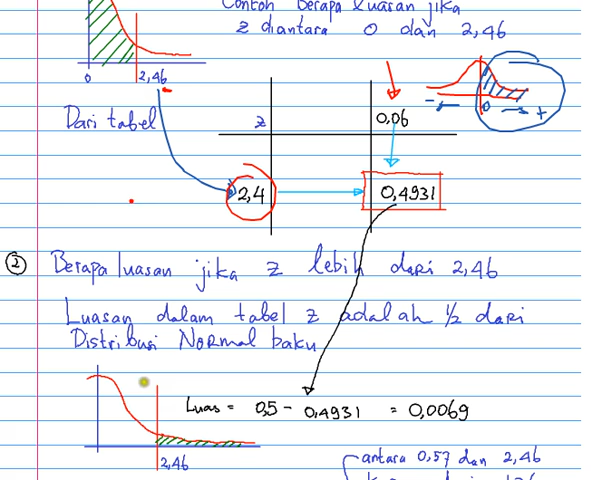 Contoh berapa luasan jika
z diantara 0 dan 2,46
0
2,46
Dari tabel
z
0,06
- 0 +
2,4
0,4931
② Berapa luasan jika z lebih dari 2,46
Luasan dalam tabel z adalah ½ dari
Distribusi Normal baku
Luas = 0,5 - 0,4931 = 0,0069
2,46
antara 0,57 dan 2,46